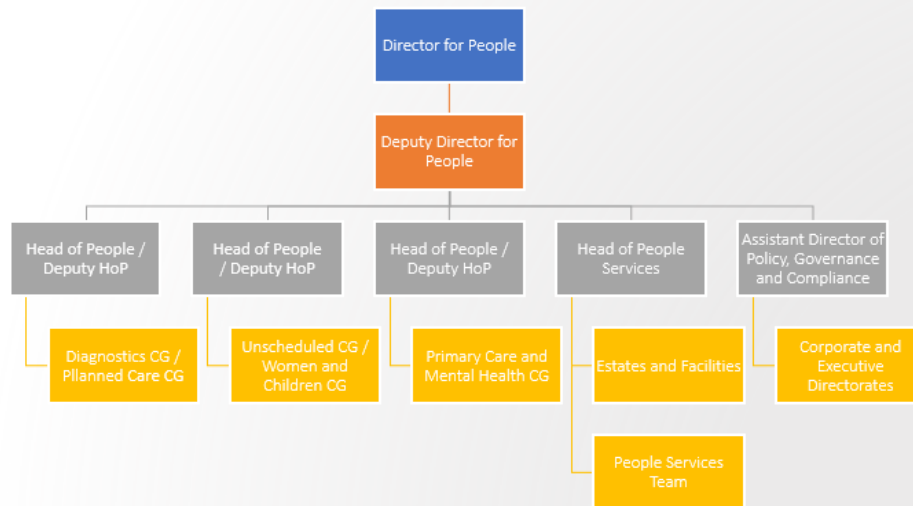 Director for People
Deputy Director for
People
Head of People /
Deputy HoP
Head of People
/ Deputy HoP
Head of People /
Deputy HoP
Head of People
Services
Assistant Director of
Policy, Governance
and Compliance
Diagnostics CG /
Pllanned Care CG
Unscheduled CG /
Women and
Children CG
Primary Care and
Mental Health CG
Estates and Facilities
Corporate and
Executive
Directorates
People Services
Team